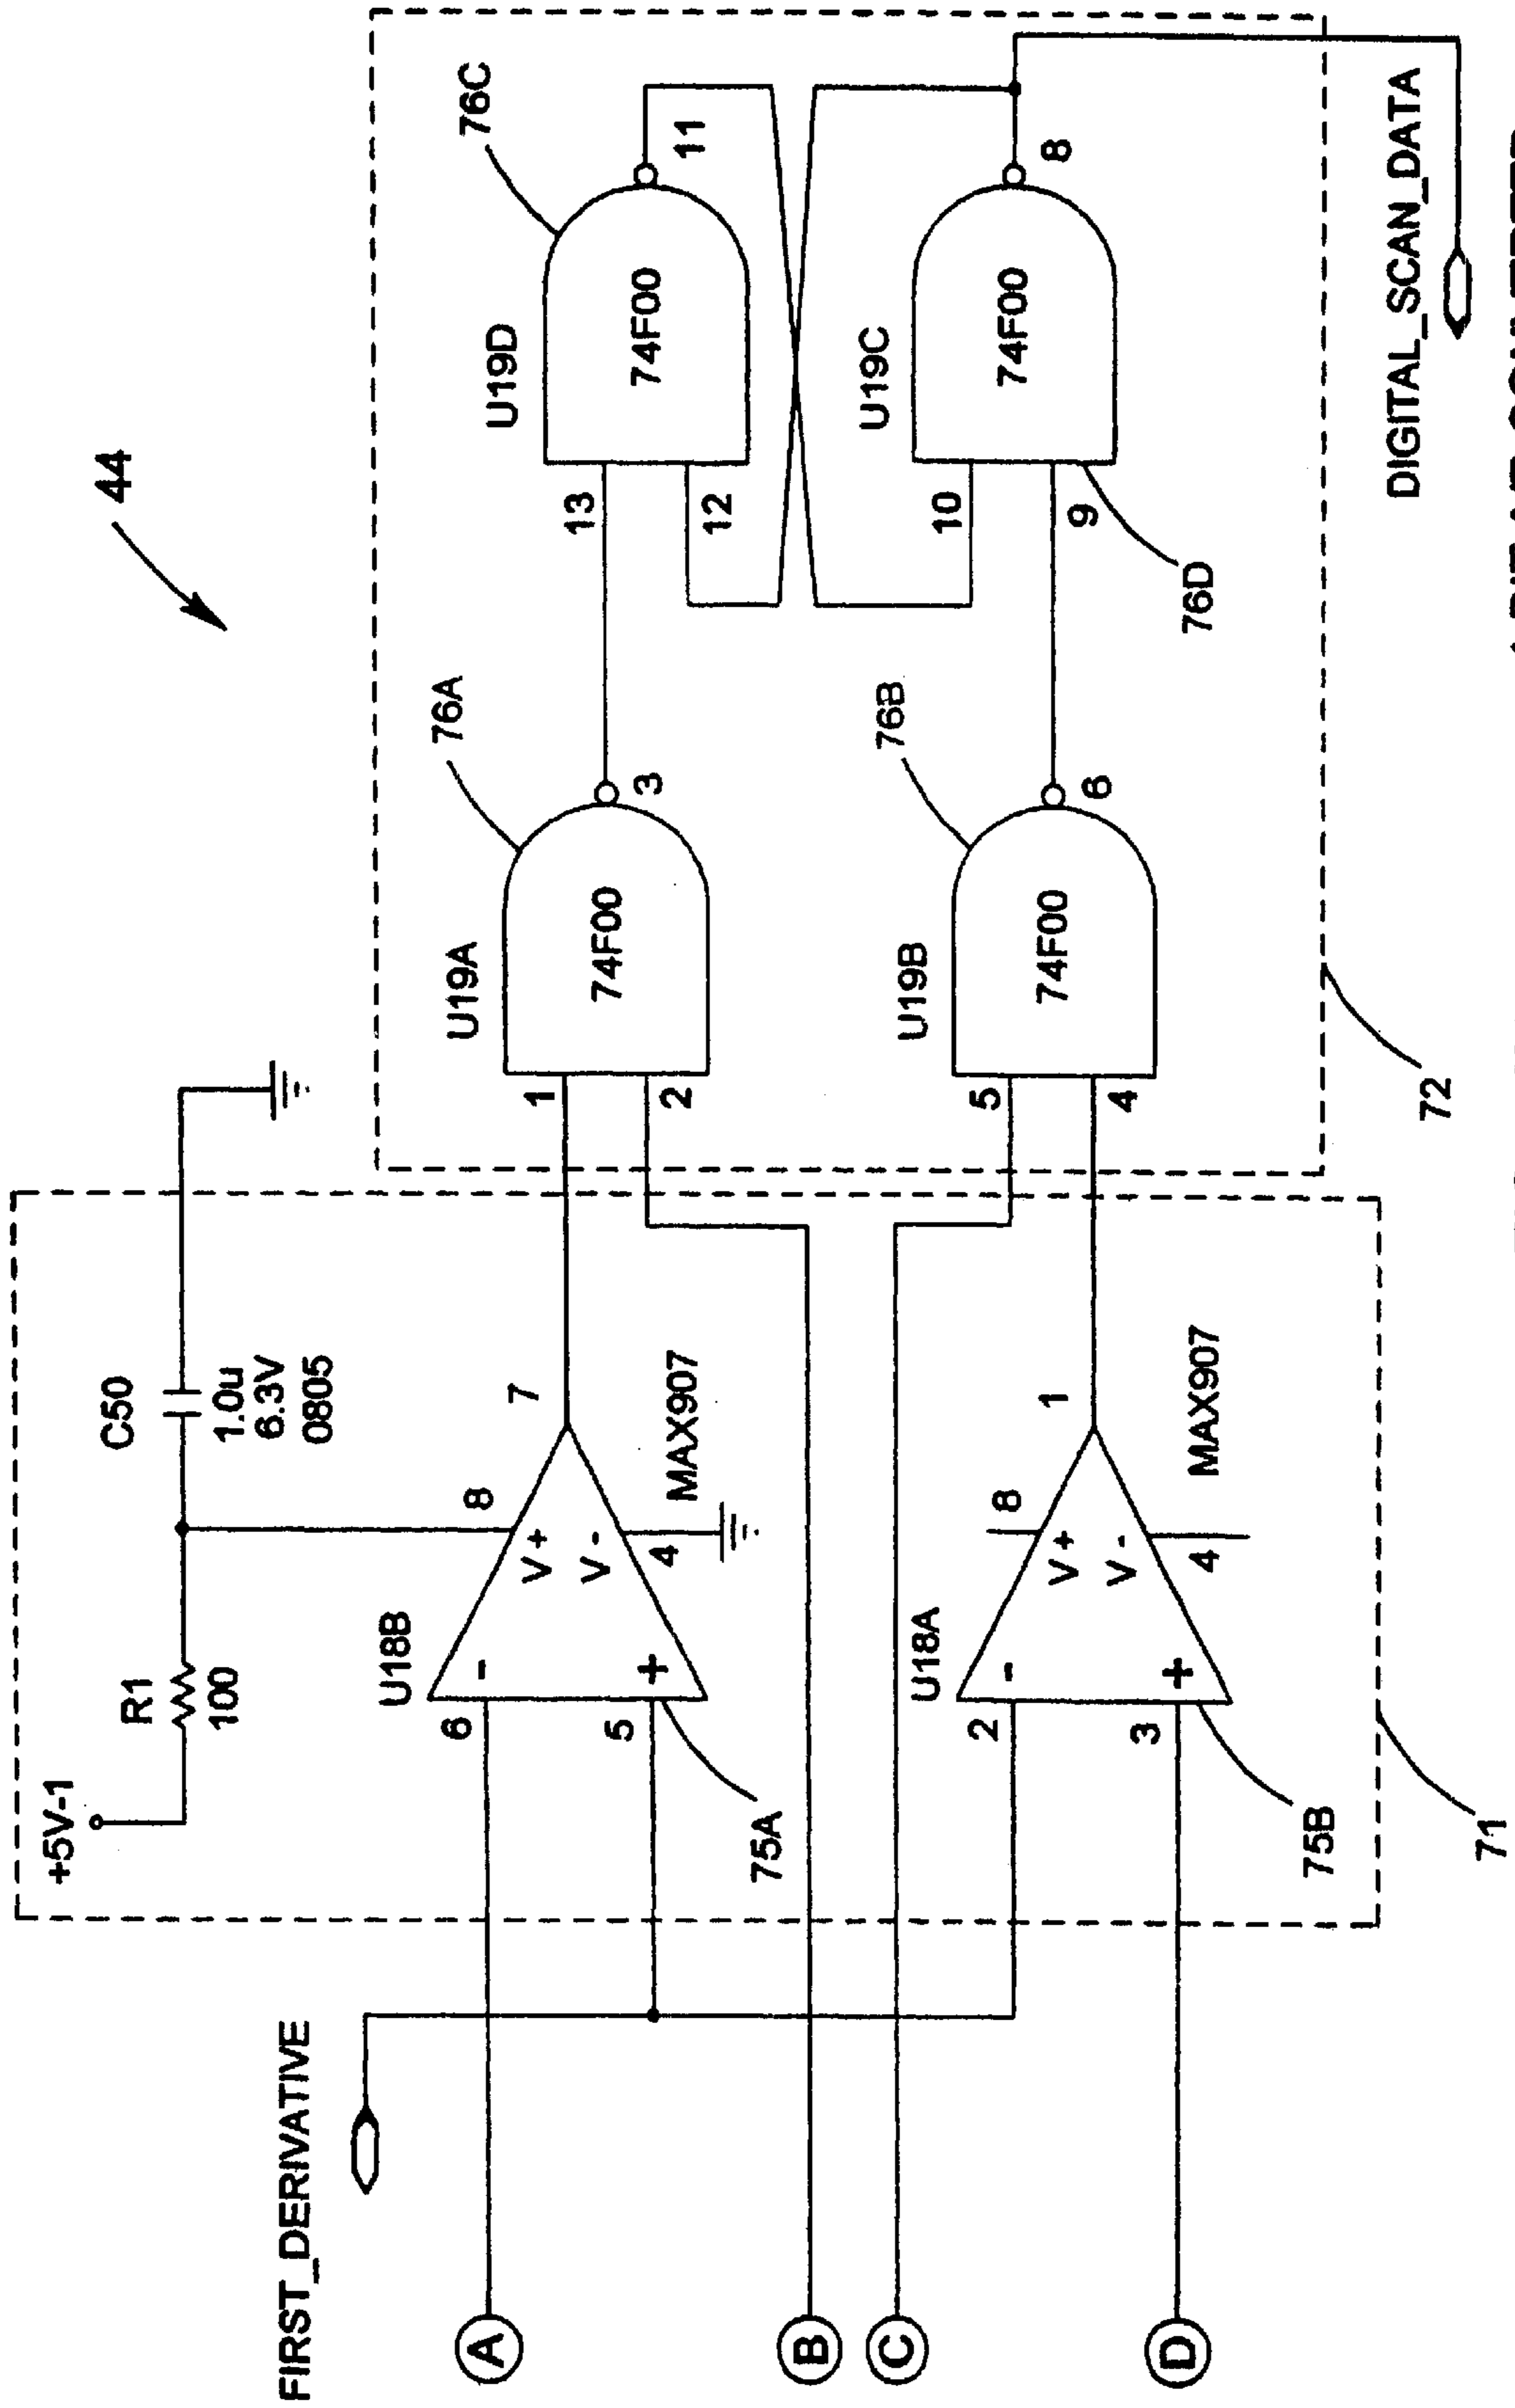 44
+5V-1
R1
100
C50
1.0u
6.3V
0805
FIRST_DERIVATIVE
A
6
5
U18B
-
+
V+
V-
8
4
7
MAX907
75A
B
C
D
2
3
U18A
-
+
V+
V-
8
4
1
MAX907
75B
71
1
2
U19A
74F00
3
76A
5
4
U19B
74F00
6
76B
13
12
U19D
74F00
11
76C
10
9
U19C
74F00
8
76D
72
DIGITAL_SCAN_DATA